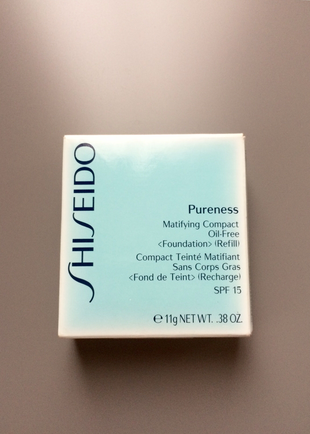 SHISEIDO
Pureness
Matifying Compact
Oil-Free
<Foundation> (Refill)
Compact Teinté Matifiant
Sans Corps Gras
<Fond de Teint> (Recharge)
SPF 15
℮ 11g NET WT. .38 OZ.